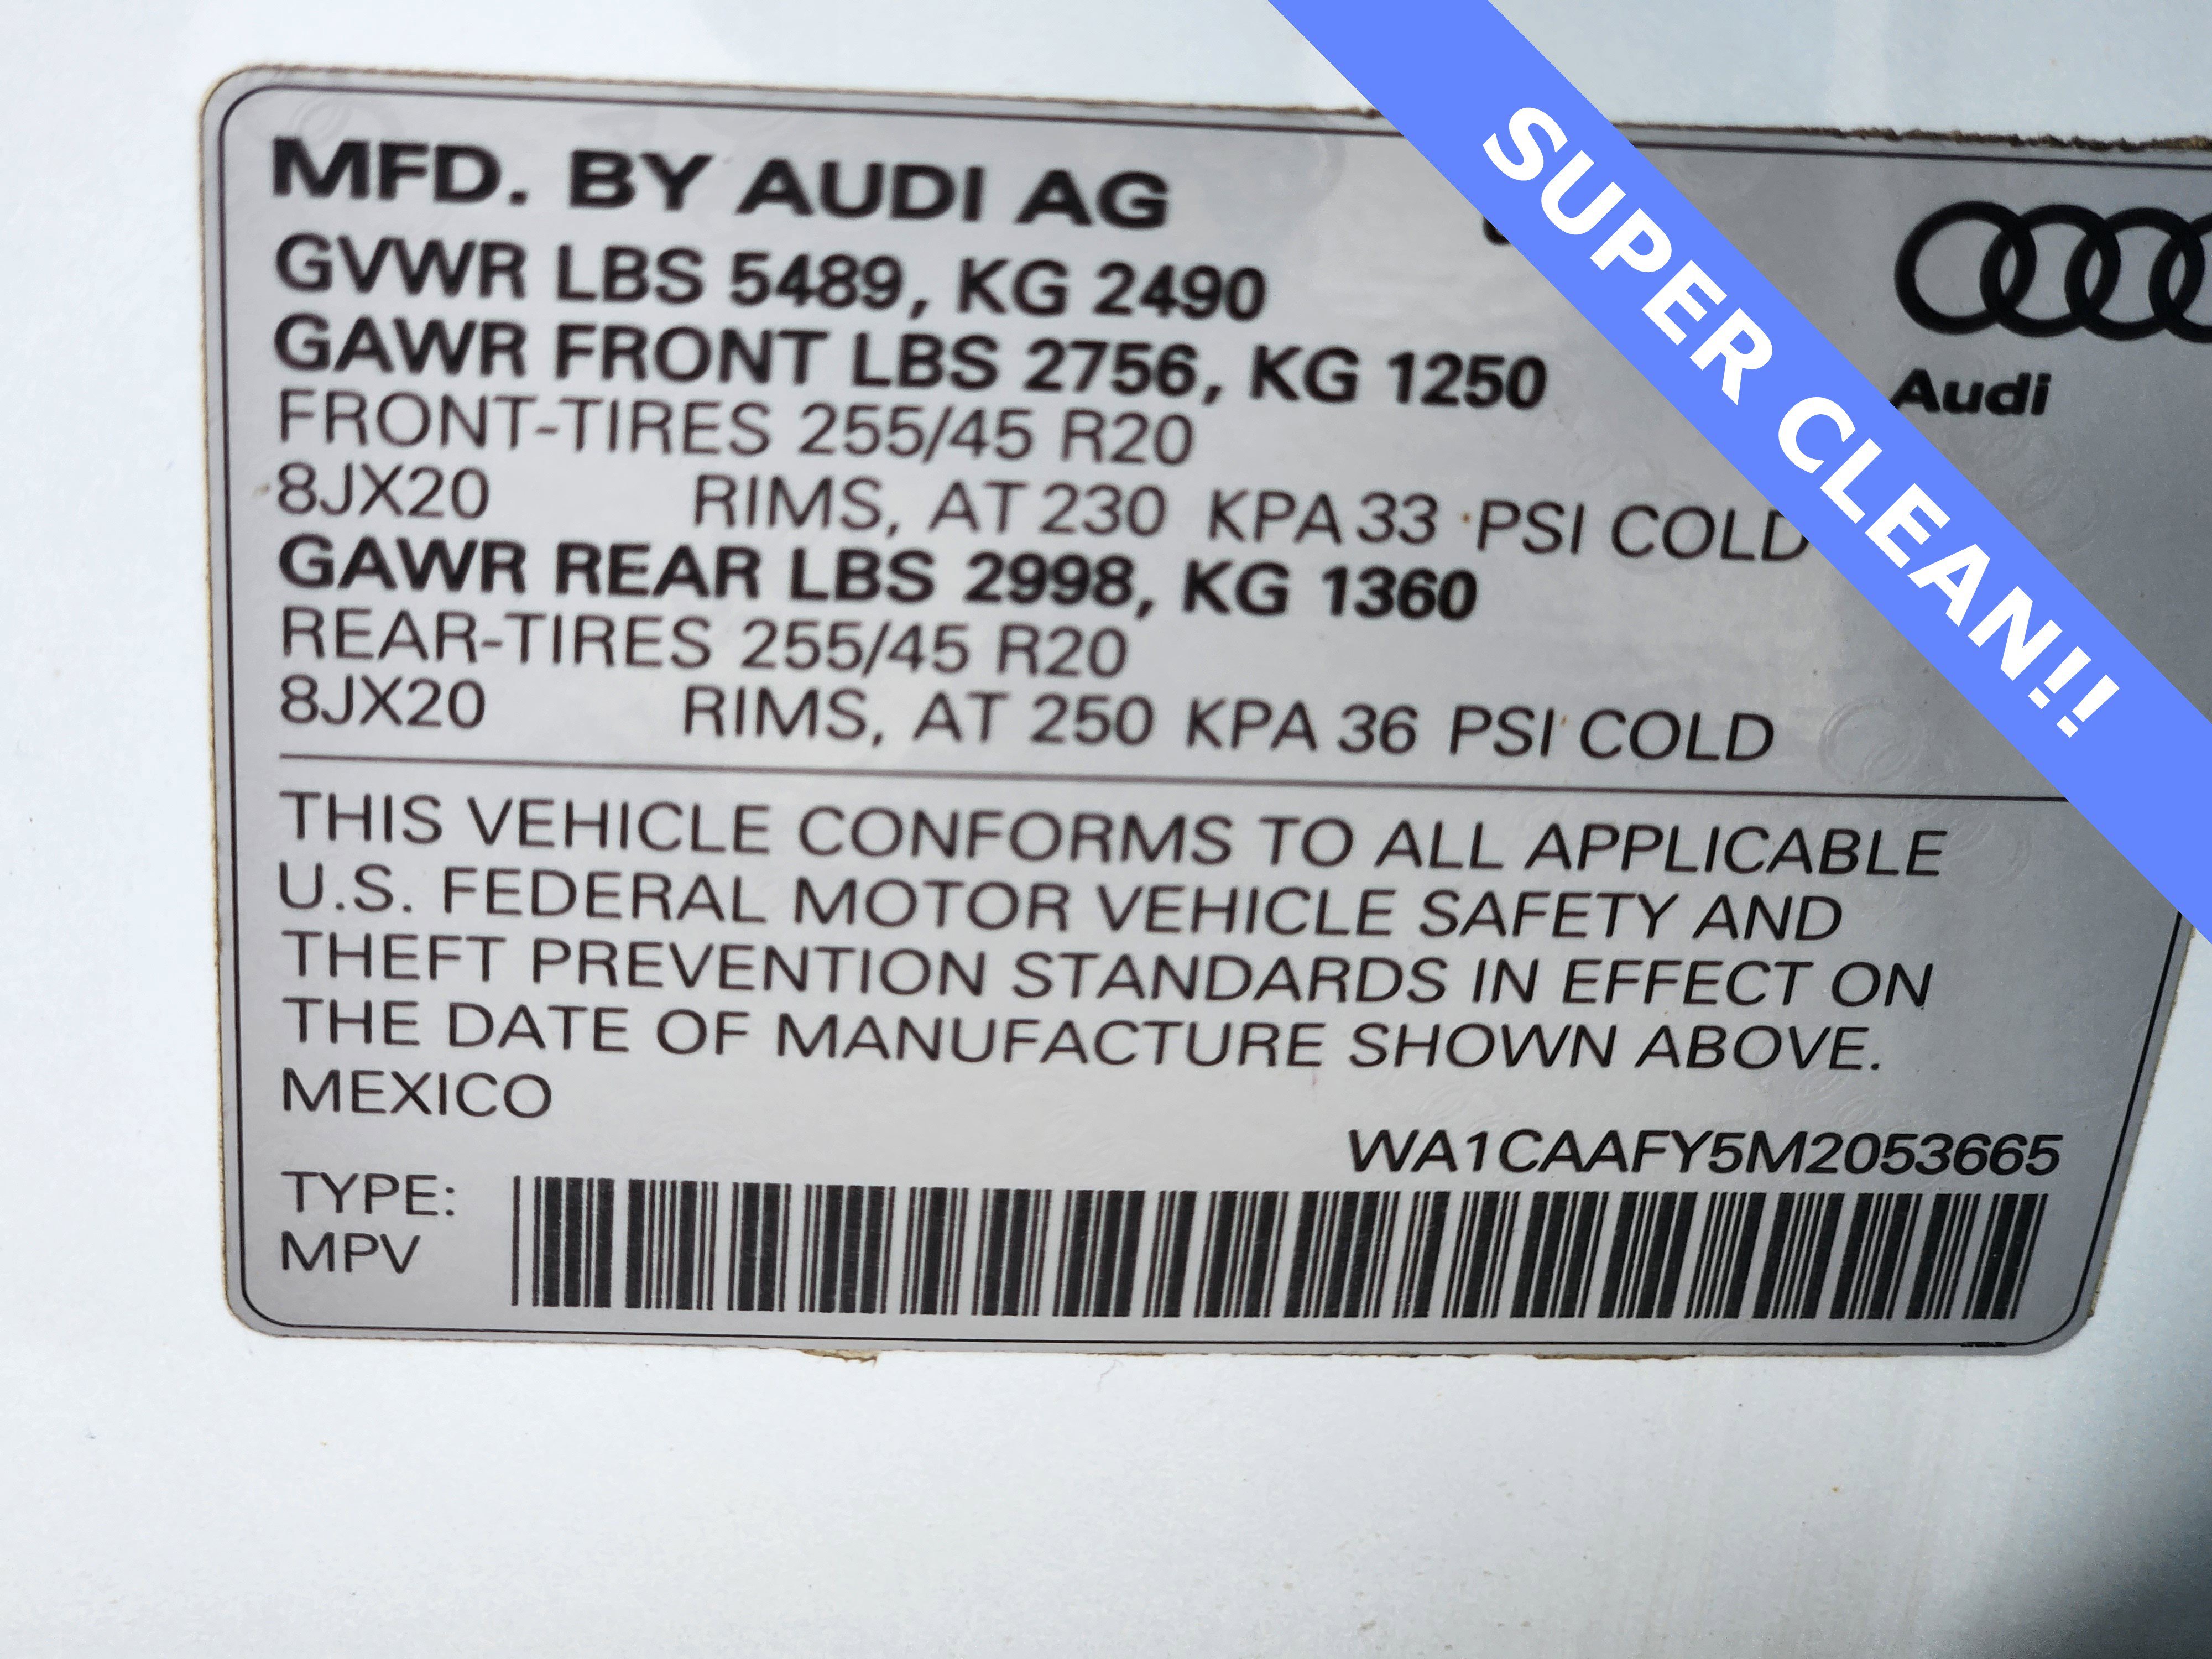 MFD. BY AUDI AG
GVWR LBS 5489, KG 2490
GAWR FRONT LBS 2756, KG 1250
FRONT-TIRES 255/45 R20
8JX20 RIMS, AT 230 KPA 33 PSI COLD
GAWR REAR LBS 2998, KG 1360
REAR-TIRES 255/45 R20
8JX20 RIMS, AT 250 KPA 36 PSI COLD
Audi
SUPER CLEAN!!
THIS VEHICLE CONFORMS TO ALL APPLICABLE
U.S. FEDERAL MOTOR VEHICLE SAFETY AND
THEFT PREVENTION STANDARDS IN EFFECT ON
THE DATE OF MANUFACTURE SHOWN ABOVE.
MEXICO
WA1CAAFY5M2053665
TYPE:
MPV